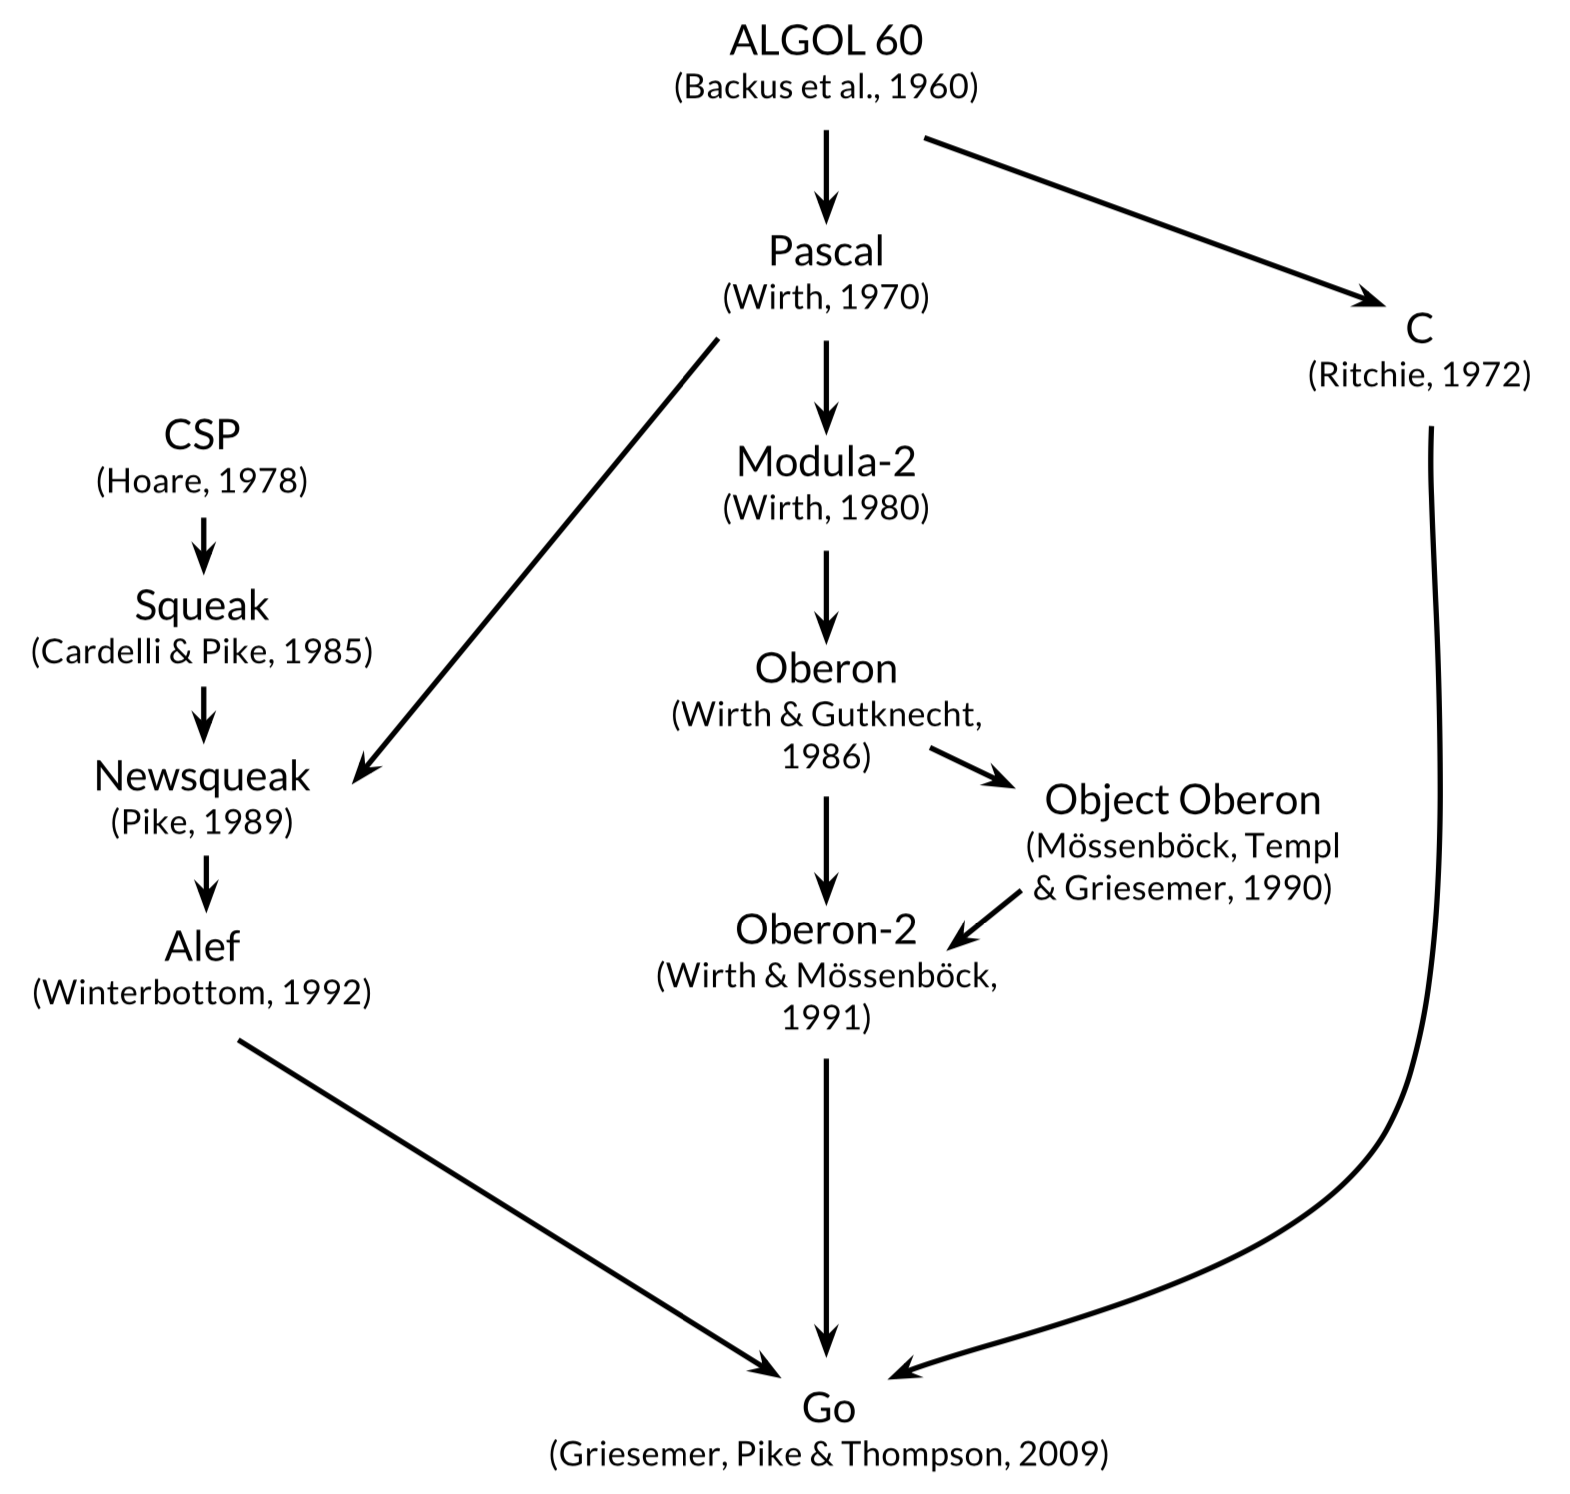 ALGOL 60
(Backus et al., 1960)
Pascal
(Wirth, 1970)
C
(Ritchie, 1972)
CSP
(Hoare, 1978)
Modula-2
(Wirth, 1980)
Squeak
(Cardelli & Pike, 1985)
Oberon
(Wirth & Gutknecht,
1986)
Newsqueak
(Pike, 1989)
Object Oberon
(Mössenböck, Templ
& Griesemer, 1990)
Alef
(Winterbottom, 1992)
Oberon-2
(Wirth & Mössenböck,
1991)
Go
(Griesemer, Pike & Thompson, 2009)